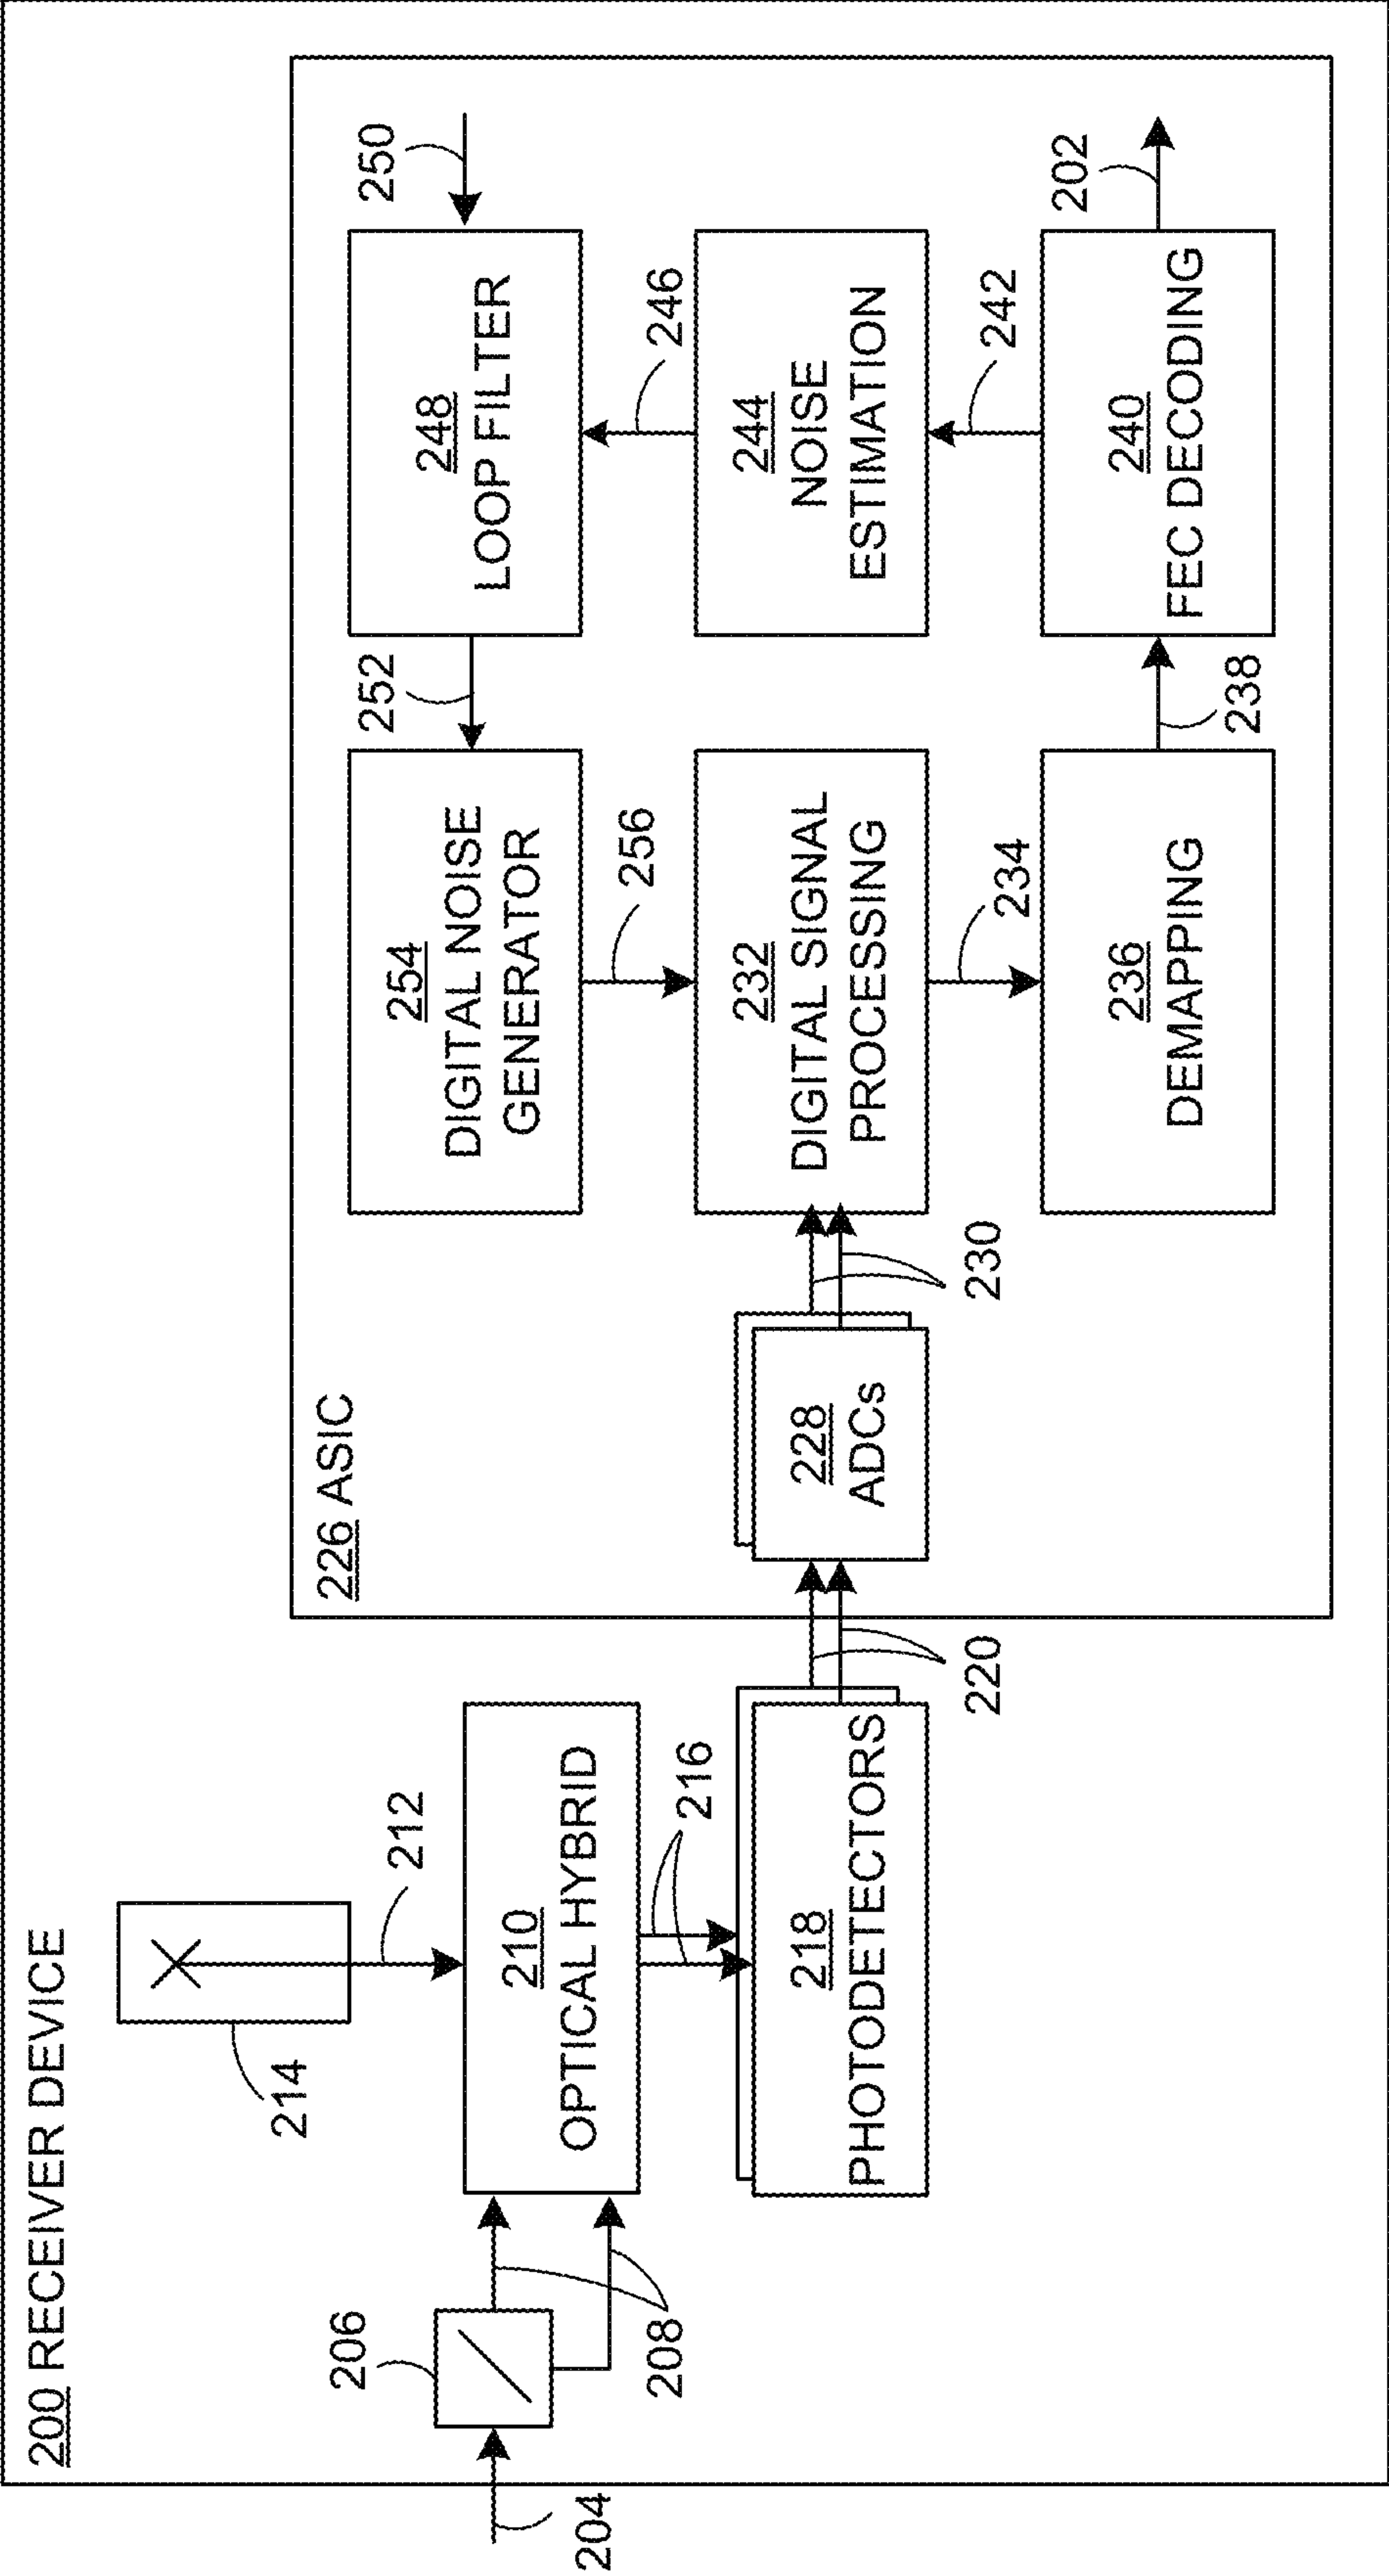 200 RECEIVER DEVICE
226 ASIC
214
212
206
204
208
210
OPTICAL HYBRID
216
218
PHOTODETECTORS
220
228
ADCs
230
254
DIGITAL NOISE
GENERATOR
252
248
LOOP FILTER
250
256
246
232
DIGITAL SIGNAL
PROCESSING
244
NOISE
ESTIMATION
234
242
236
DEMAPPING
238
240
FEC DECODING
202